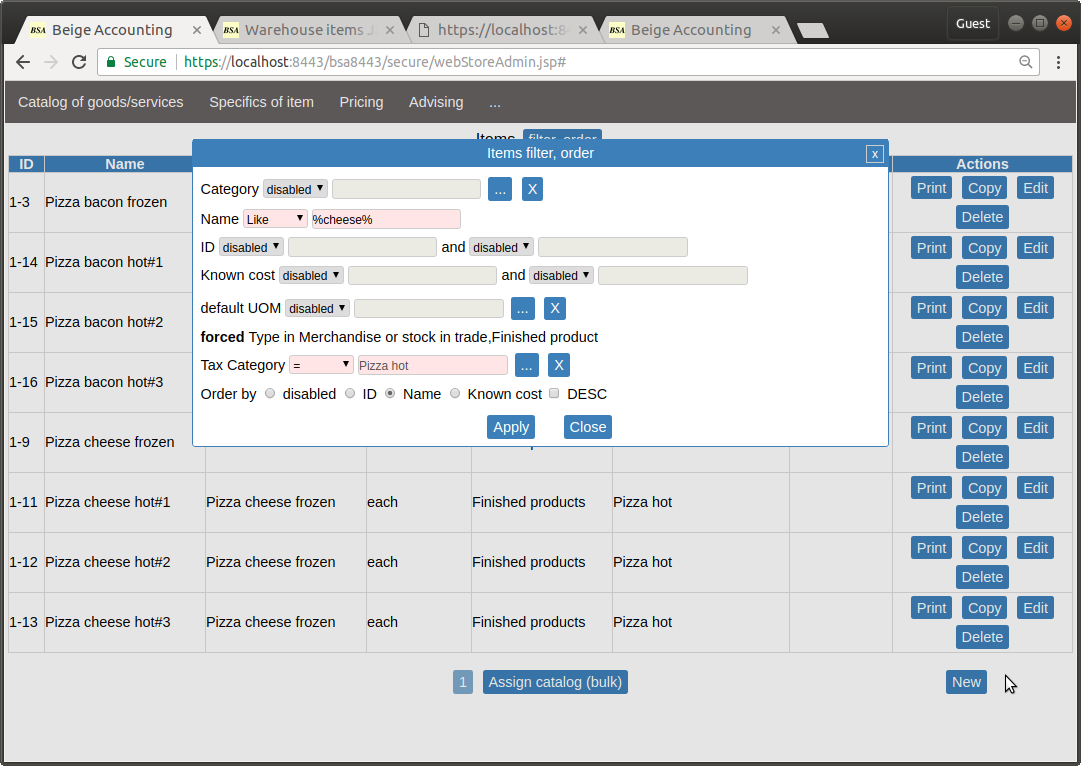 BSA Beige Accounting
BSA Warehouse items
https://localhost:8
BSA Beige Accounting
Guest
Secure https://localhost:8443/bsa8443/secure/webStoreAdmin.jsp#
Catalog of goods/services Specifics of item Pricing Advising ...
Items filter, order
ID Name Actions
Items filter, order x
Category disabled ... X
Name Like %cheese%
ID disabled and disabled
Known cost disabled and disabled
default UOM disabled ... X
forced Type in Merchandise or stock in trade,Finished product
Tax Category = Pizza hot ... X
Order by disabled ID Name Known cost DESC
Apply Close
1-3 Pizza bacon frozen Print Copy Edit
Delete
1-14 Pizza bacon hot#1 Print Copy Edit
Delete
1-15 Pizza bacon hot#2 Print Copy Edit
Delete
1-16 Pizza bacon hot#3 Print Copy Edit
Delete
1-9 Pizza cheese frozen Print Copy Edit
Delete
1-11 Pizza cheese hot#1 Pizza cheese frozen each Finished products Pizza hot Print Copy Edit
Delete
1-12 Pizza cheese hot#2 Pizza cheese frozen each Finished products Pizza hot Print Copy Edit
Delete
1-13 Pizza cheese hot#3 Pizza cheese frozen each Finished products Pizza hot Print Copy Edit
Delete
1 Assign catalog (bulk) New